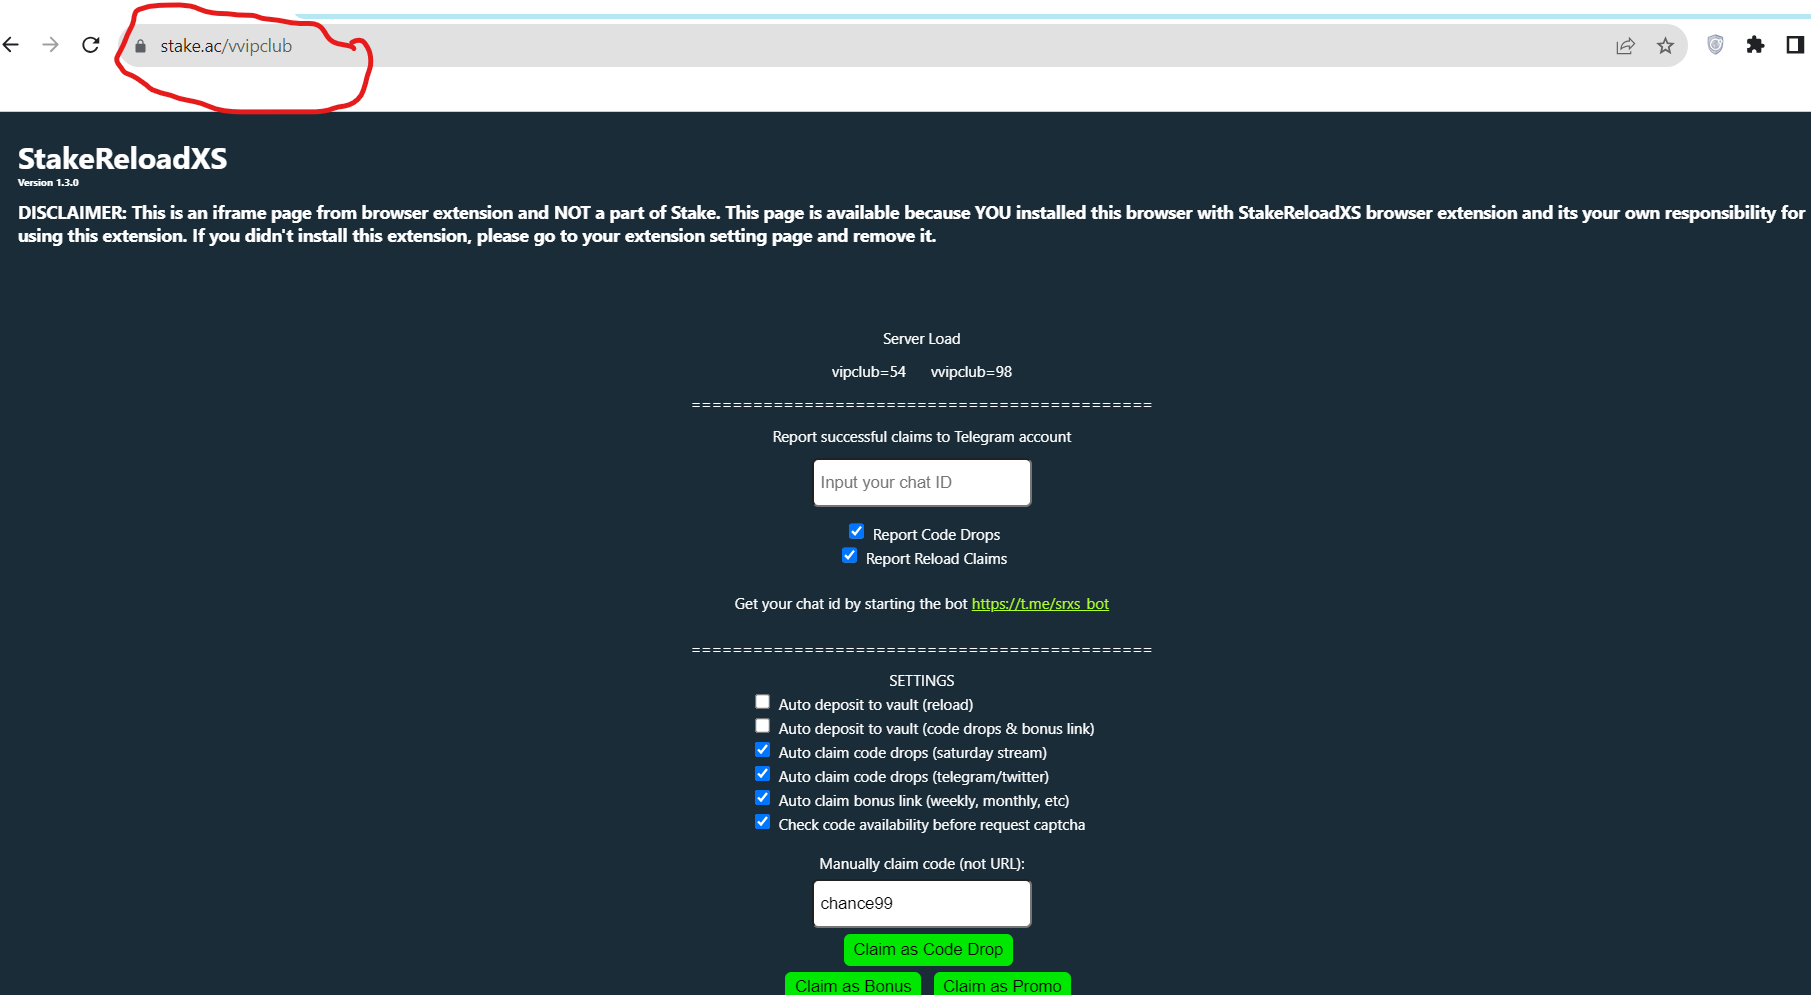 stake.ac/vvipclub
StakeReloadXS
Version 1.3.0
DISCLAIMER: This is an iframe page from browser extension and NOT a part of Stake. This page is available because YOU installed this browser with StakeReloadXS browser extension and its your own responsibility for
using this extension. If you didn't install this extension, please go to your extension setting page and remove it.
Server Load
vipclub=54 vvipclub=98
=============================================
Report successful claims to Telegram account
Input your chat ID
Report Code Drops
Report Reload Claims
Get your chat id by starting the bot https://t.me/srxs_bot
=============================================
SETTINGS
Auto deposit to vault (reload)
Auto deposit to vault (code drops & bonus link)
Auto claim code drops (saturday stream)
Auto claim code drops (telegram/twitter)
Auto claim bonus link (weekly, monthly, etc)
Check code availability before request captcha
Manually claim code (not URL):
chance99
Claim as Code Drop
Claim as Bonus Claim as Promo